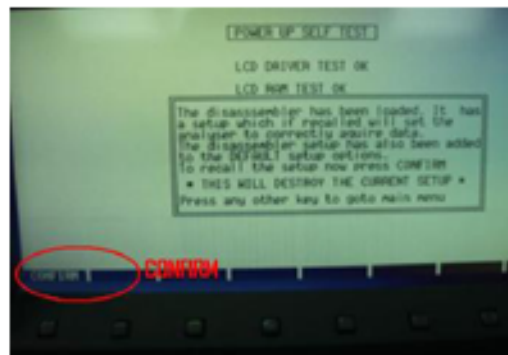 POWER UP SELF TEST
LCD DRIVER TEST OK
LCD RAM TEST OK
The disasssembler has been loaded. It has
a setup which if recalled will set the
analyser to correctly aquire data.
The disassembler setup has also been added
to the DEFAULT setup options.
To recall the setup now press CONFIRM
* THIS WILL DESTROY THE CURRENT SETUP *
Press any other key to goto main menu
CONFIRM
CONFIRM